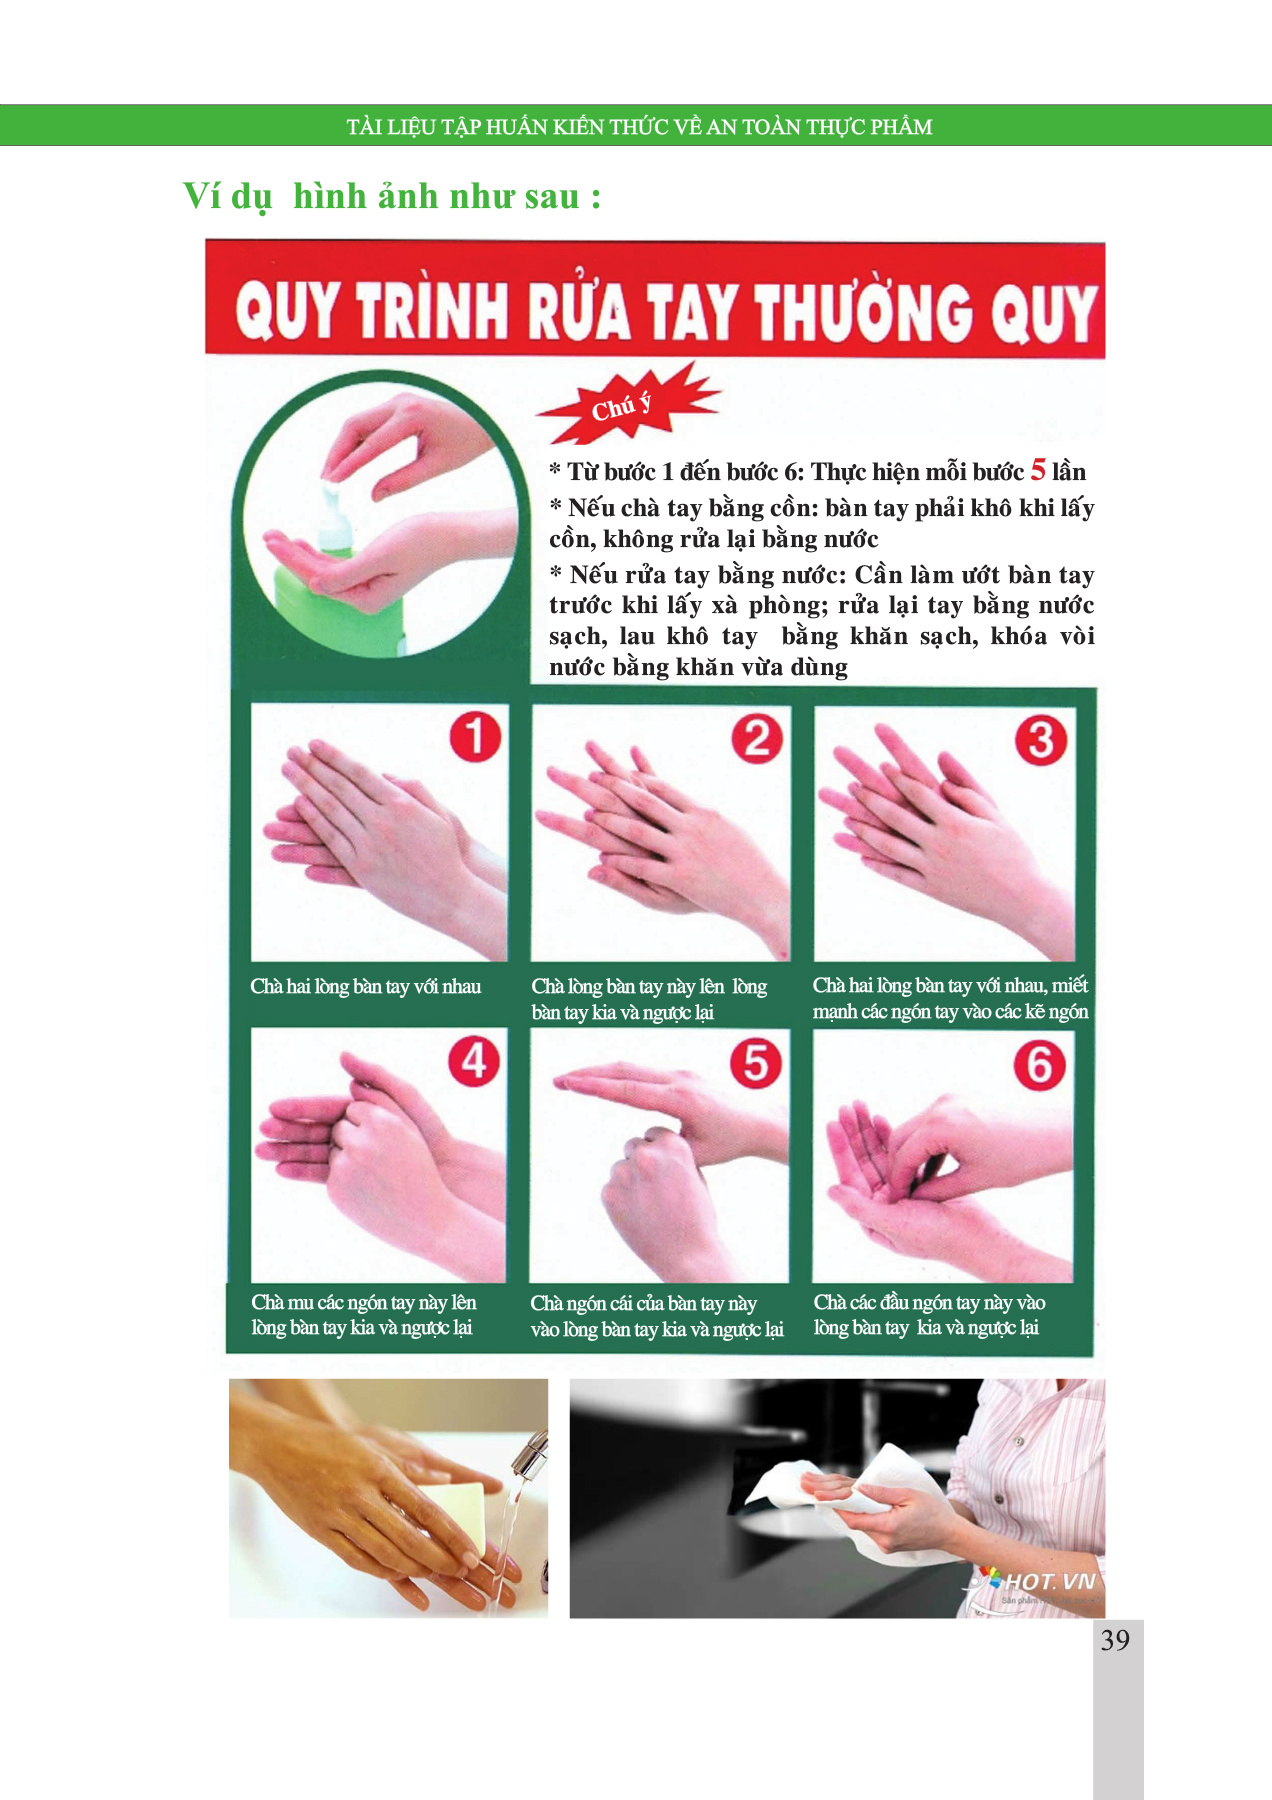 TÀI LIỆU TẬP HUẤN KIẾN THỨC VỀ AN TOÀN THỰC PHẨM
Ví dụ hình ảnh như sau :
QUY TRÌNH RỬA TAY THƯỜNG QUY
Chú ý
* Từ bước 1 đến bước 6: Thực hiện mỗi bước 5 lần
* Nếu chà tay bằng cồn: bàn tay phải khô khi lấy
cồn, không rửa lại bằng nước
* Nếu rửa tay bằng nước: Cần làm ướt bàn tay
trước khi lấy xà phòng; rửa lại tay bằng nước
sạch, lau khô tay bằng khăn sạch, khóa vòi
nước bằng khăn vừa dùng
1
Chà hai lòng bàn tay với nhau
2
Chà lòng bàn tay này lên lòng
bàn tay kia và ngược lại
3
Chà hai lòng bàn tay với nhau, miết
mạnh các ngón tay vào các kẽ ngón
4
Chà mu các ngón tay này lên
lòng bàn tay kia và ngược lại
5
Chà ngón cái của bàn tay này
vào lòng bàn tay kia và ngược lại
6
Chà các đầu ngón tay này vào
lòng bàn tay kia và ngược lại
HOT.VN
Sản phẩm
39